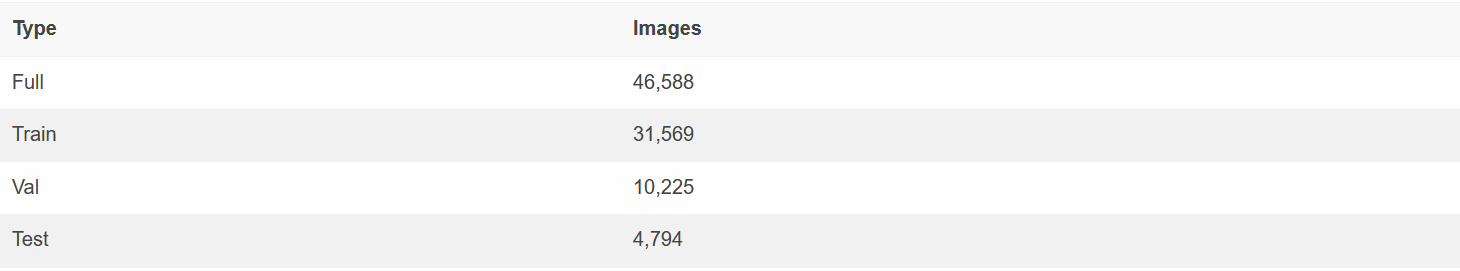 Type Images
Full 46,588
Train 31,569
Val 10,225
Test 4,794